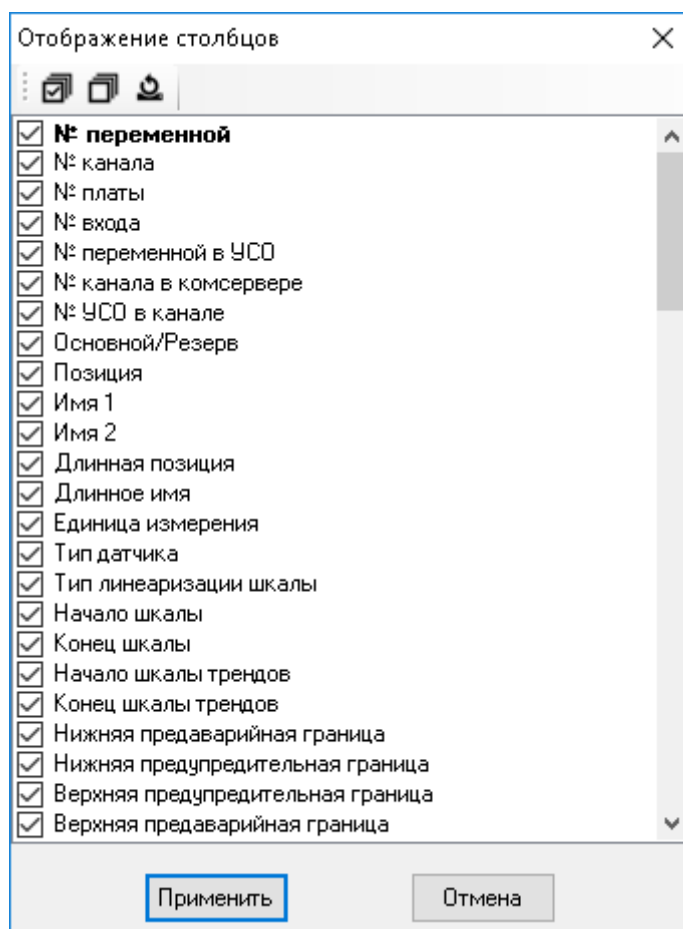 Отображение столбцов
№ переменной
№ канала
№ платы
№ входа
№ переменной в УСО
№ канала в комсервере
№ УСО в канале
Основной/Резерв
Позиция
Имя 1
Имя 2
Длинная позиция
Длинное имя
Единица измерения
Тип датчика
Тип линеаризации шкалы
Начало шкалы
Конец шкалы
Начало шкалы трендов
Конец шкалы трендов
Нижняя предаварийная граница
Нижняя предупредительная граница
Верхняя предупредительная граница
Верхняя предаварийная граница
Применить
Отмена